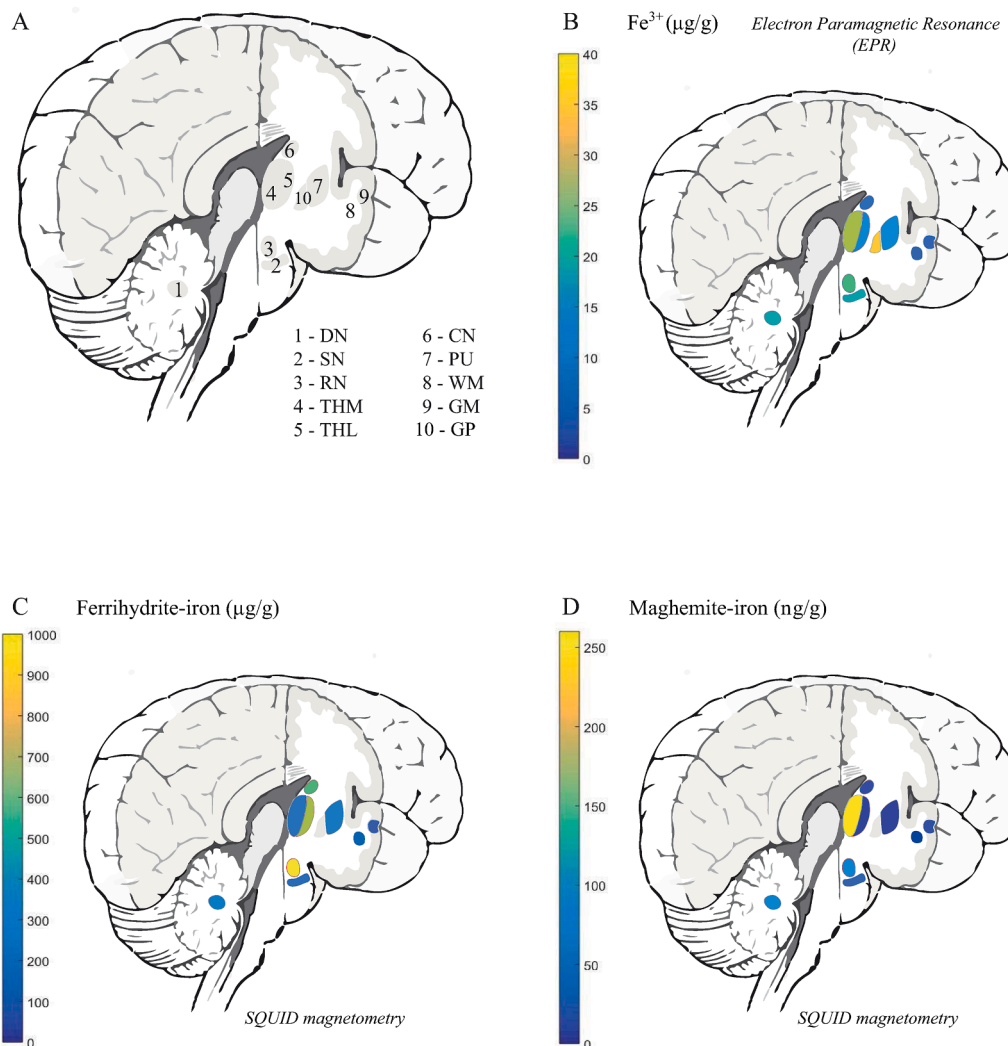 A
6
5
4
7
10
9
8
3
2
1
1 - DN
2 - SN
3 - RN
4 - THM
5 - THL
6 - CN
7 - PU
8 - WM
9 - GM
10 - GP
B
Fe³⁺ (µg/g)
Electron Paramagnetic Resonance
(EPR)
40
35
30
25
20
15
10
5
0
C
Ferrihydrite-iron (µg/g)
1000
900
800
700
600
500
400
300
200
100
0
SQUID magnetometry
D
Maghemite-iron (ng/g)
250
200
150
100
50
0
SQUID magnetometry